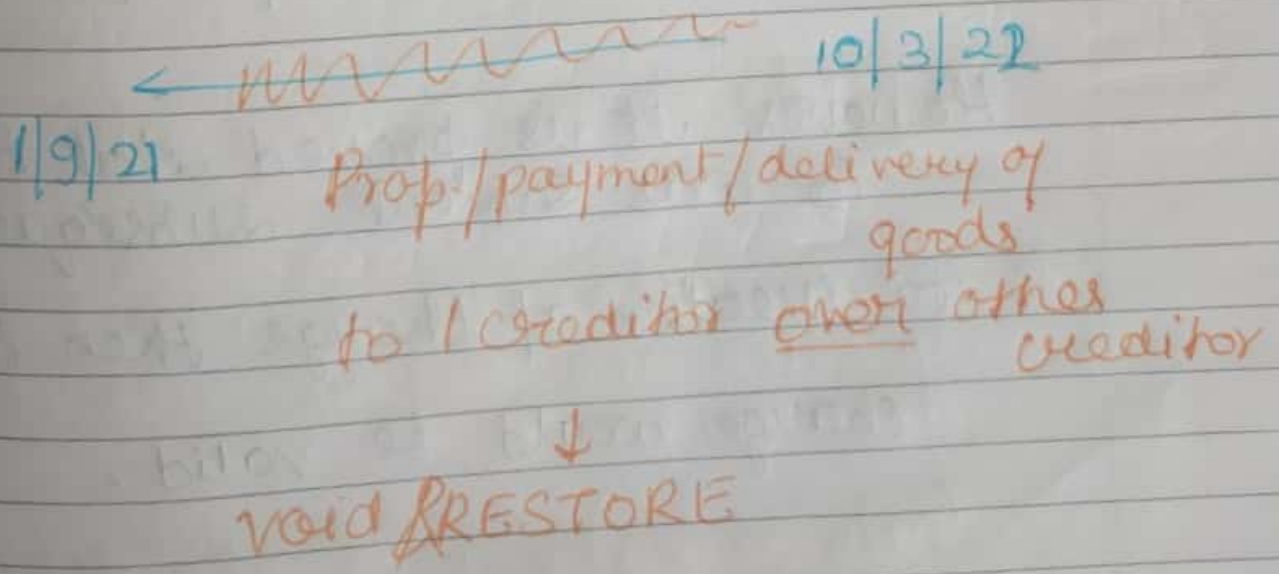 10/3/22
1/9/21
Prop./payment/delivery of
goods
to 1 creditor over other
creditor
↓
void & RESTORE